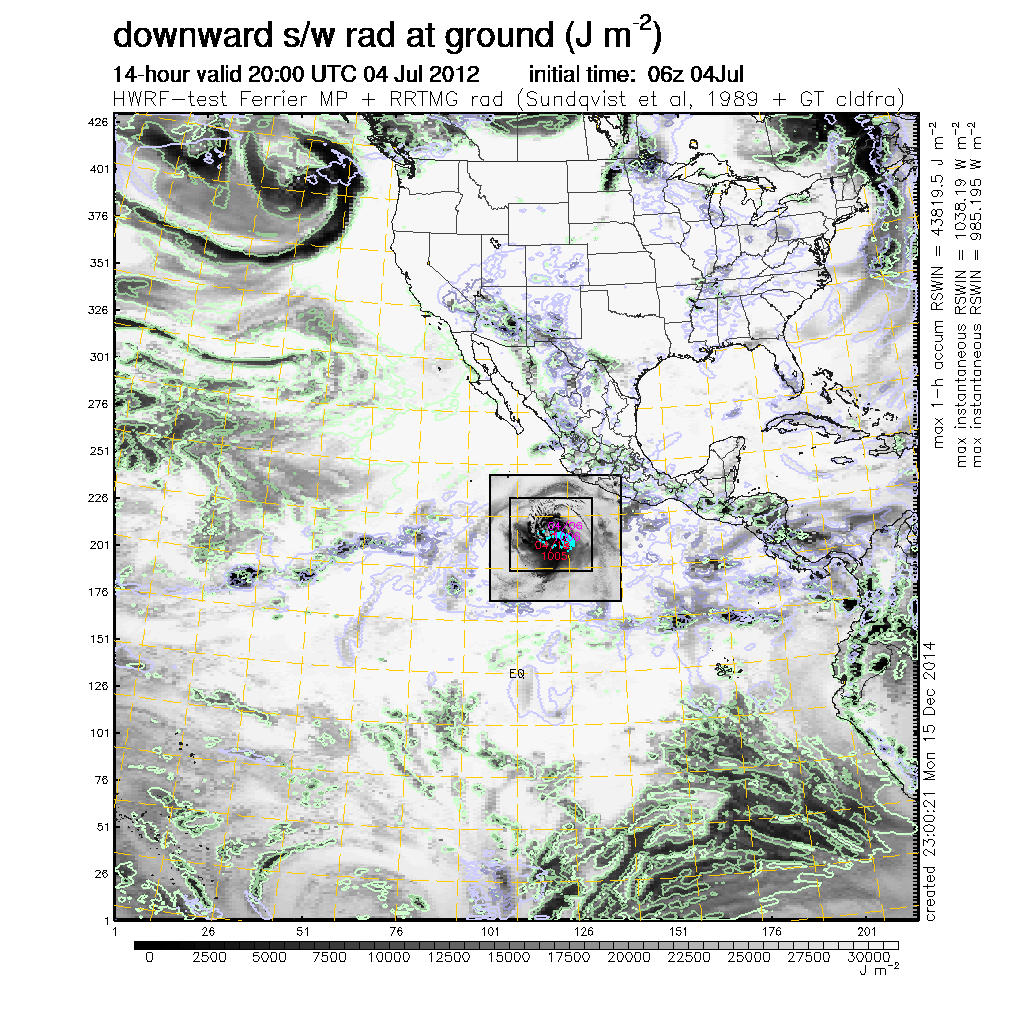 downward s/w rad at ground (J m-2)
14-hour valid 20:00 UTC 04 Jul 2012 initial time: 06z 04Jul
HWRF-test Ferrier MP + RRTMG rad (Sundqvist et al, 1989 + GT cldfra)
426
401
376
351
326
301
276
251
226
201
176
151
126
101
76
51
26
1
EQ
1005
1 26 51 76 101 126 151 176 201
0 2500 5000 7500 10000 12500 15000 17500 20000 22500 25000 27500 30000
J m-2
max 1-h accum RSWIN = 43819.5 J m-2
max instantaneous RSWIN = 1038.19 W m-2
max instantaneous RSWIN = 985.195 W m-2
created 23:00:21 Mon 15 Dec 2014